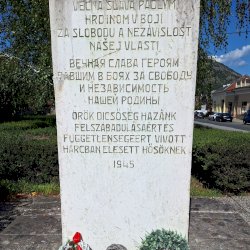 VEČNÁ SLÁVA PADLÝM
HRDINOM V BOJI
ZA SLOBODU A NEZÁVISLOSŤ
NAŠEJ VLASTI.
ВЕЧНАЯ СЛАВА ГЕРОЯМ
ПАВШИМ В БОЯХ ЗА СВОБОДУ
И НЕЗАВИСИМОСТЬ
НАШЕЙ РОДИНЫ
ÖRÖK DICSŐSÉG HAZÁNK
FELSZABADULÁSÁÉRT ÉS
FÜGGETLENSÉGÉÉRT VÍVOTT
HARCBAN ELESETT HŐSÖKNEK
1945